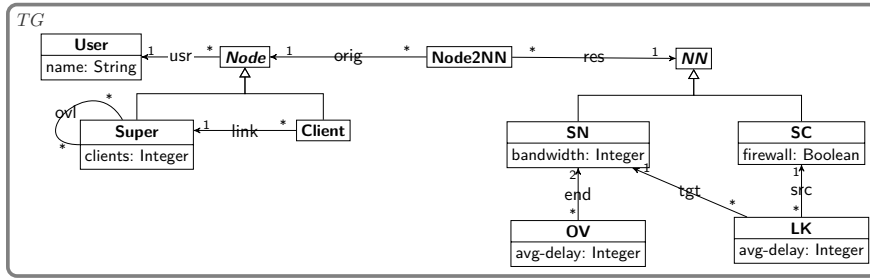 TG
User
name: String
1
usr
*
Node
1
orig
*
Node2NN
*
res
1
NN
ovl
*
*
Super
clients: Integer
1
link
*
Client
SN
bandwidth: Integer
SC
firewall: Boolean
2
end
*
1
tgt
*
1
src
*
OV
avg-delay: Integer
LK
avg-delay: Integer